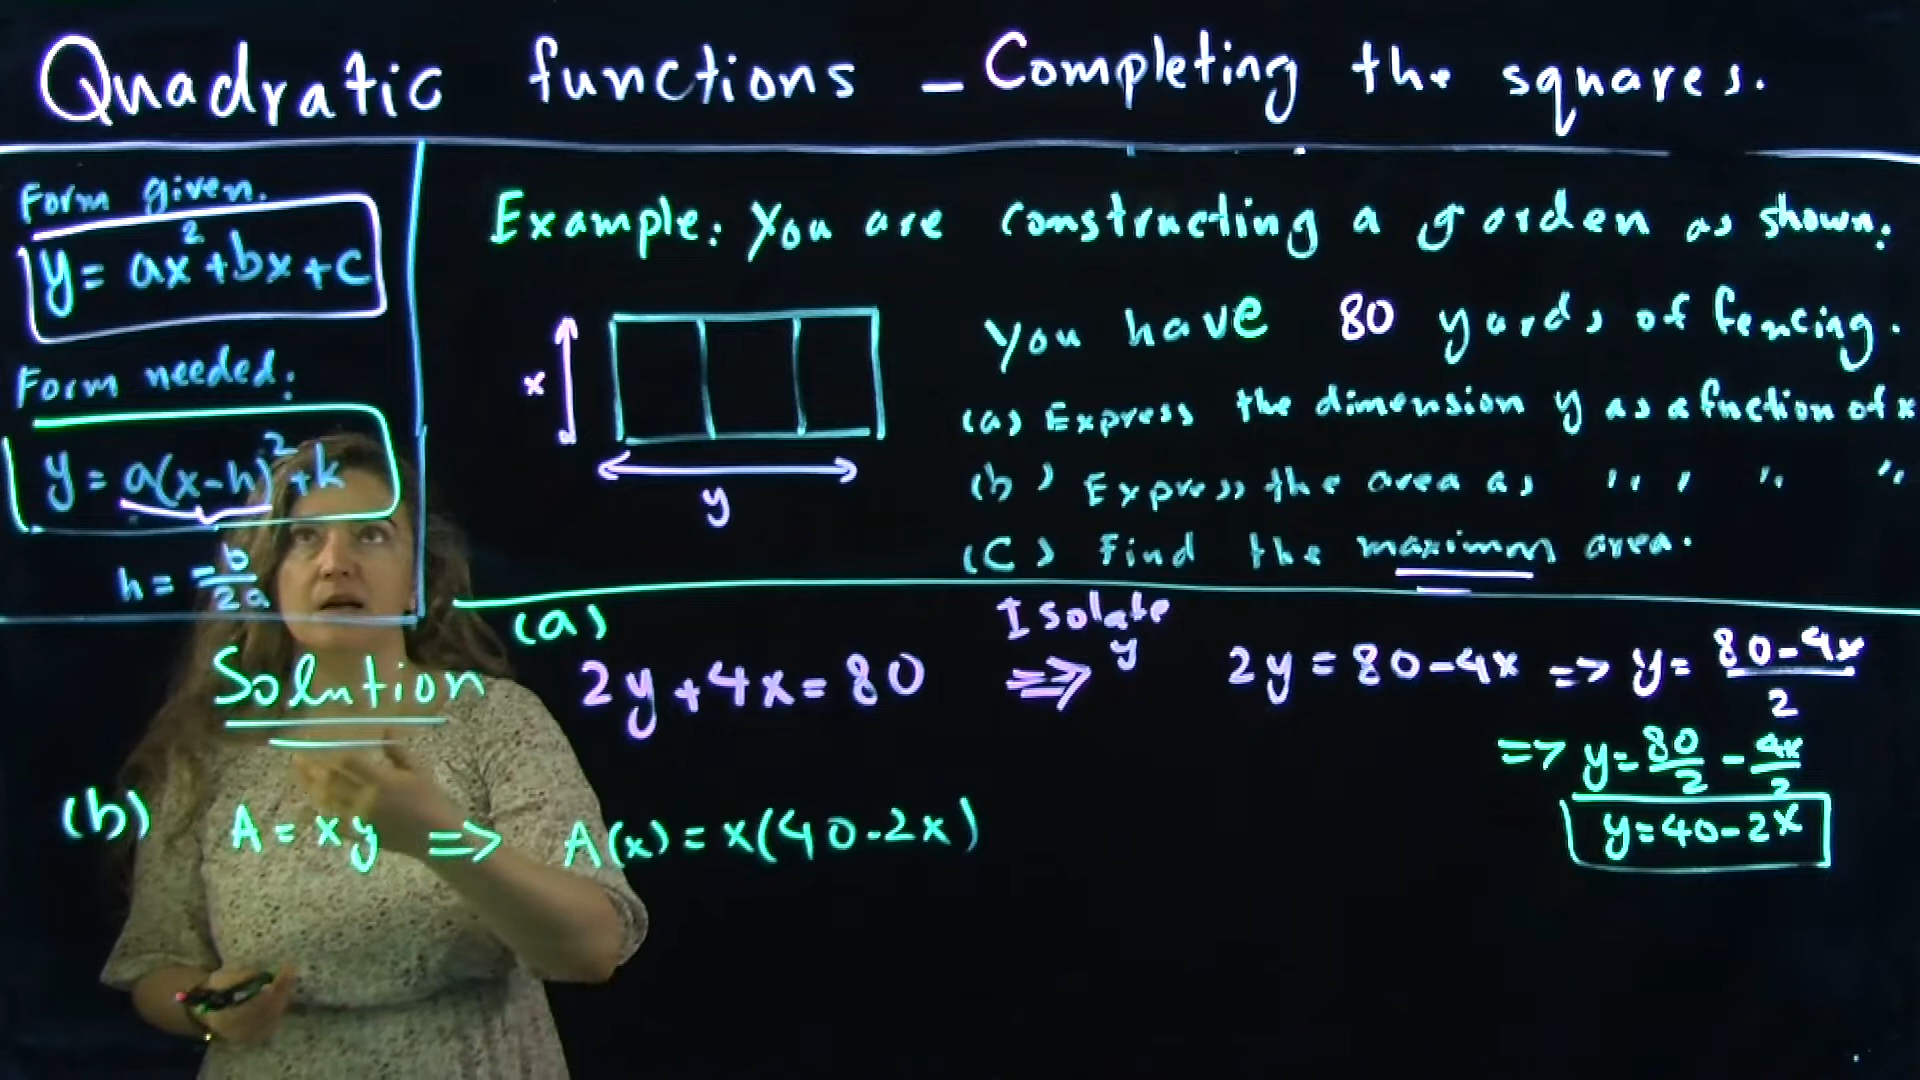 Quadratic functions - Completing the squares.
Form given.
y = ax² + bx + c
Form needed:
y = a(x-h)² + k
h = -b/2a
Example: You are constructing a garden as shown:
x
y
You have 80 yards of fencing.
(a) Express the dimension y as a fnction of x
(b) Express the area as " " "
(c) Find the maximum area.
Solution
(a)
2y + 4x = 80 => Isolate y 2y = 80 - 4x => y = 80-4x/2
=> y = 80/2 - 4x/2
y = 40 - 2x
(b) A = xy => A(x) = x(40 - 2x)